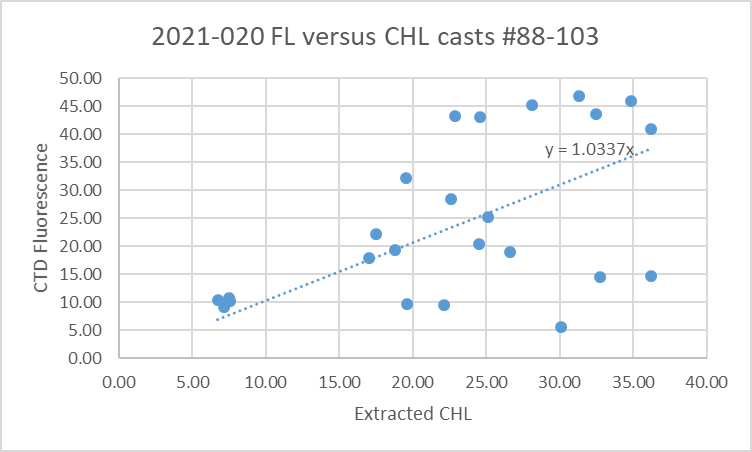 2021-020 FL versus CHL casts #88-103
50.00
45.00
40.00
35.00
30.00
25.00
20.00
15.00
10.00
5.00
0.00
CTD Fluorescence
y = 1.0337x
0.00 5.00 10.00 15.00 20.00 25.00 30.00 35.00 40.00
Extracted CHL